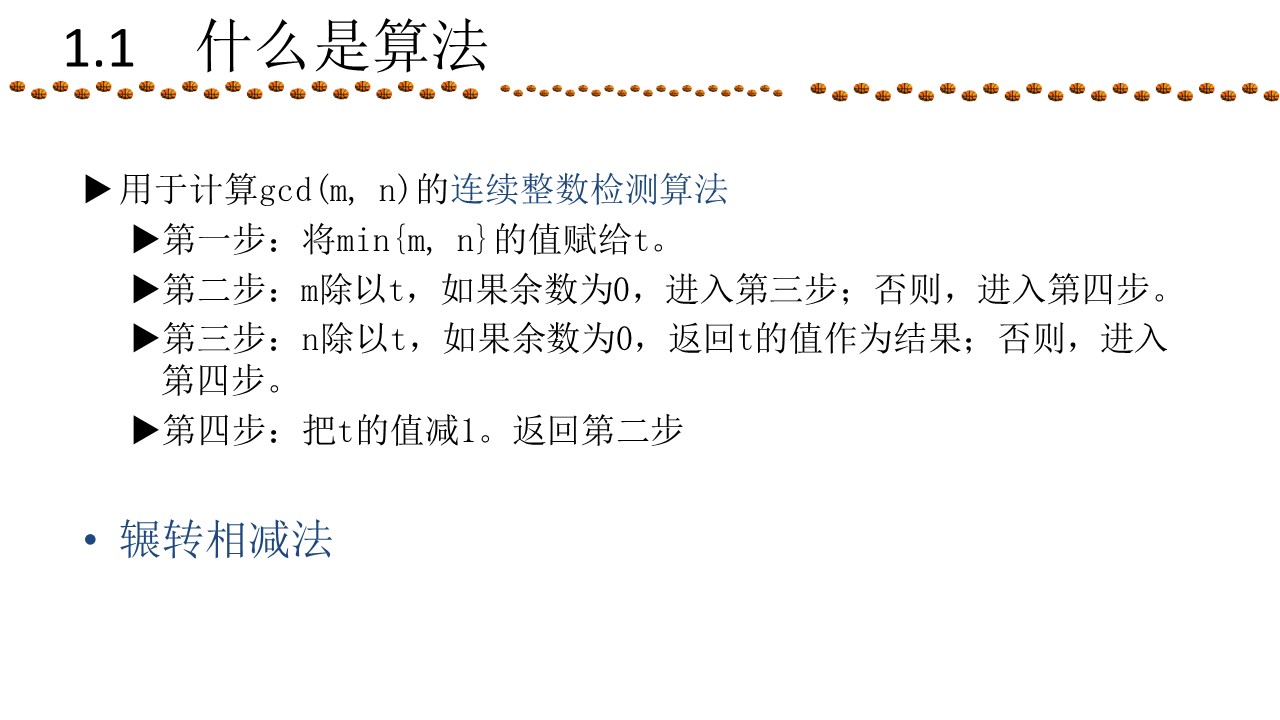 1.1 什么是算法
▶用于计算gcd(m, n)的连续整数检测算法
▶第一步：将min{m, n}的值赋给t。
▶第二步：m除以t，如果余数为0，进入第三步；否则，进入第四步。
▶第三步：n除以t，如果余数为0，返回t的值作为结果；否则，进入
第四步。
▶第四步：把t的值减1。返回第二步
• 辗转相减法